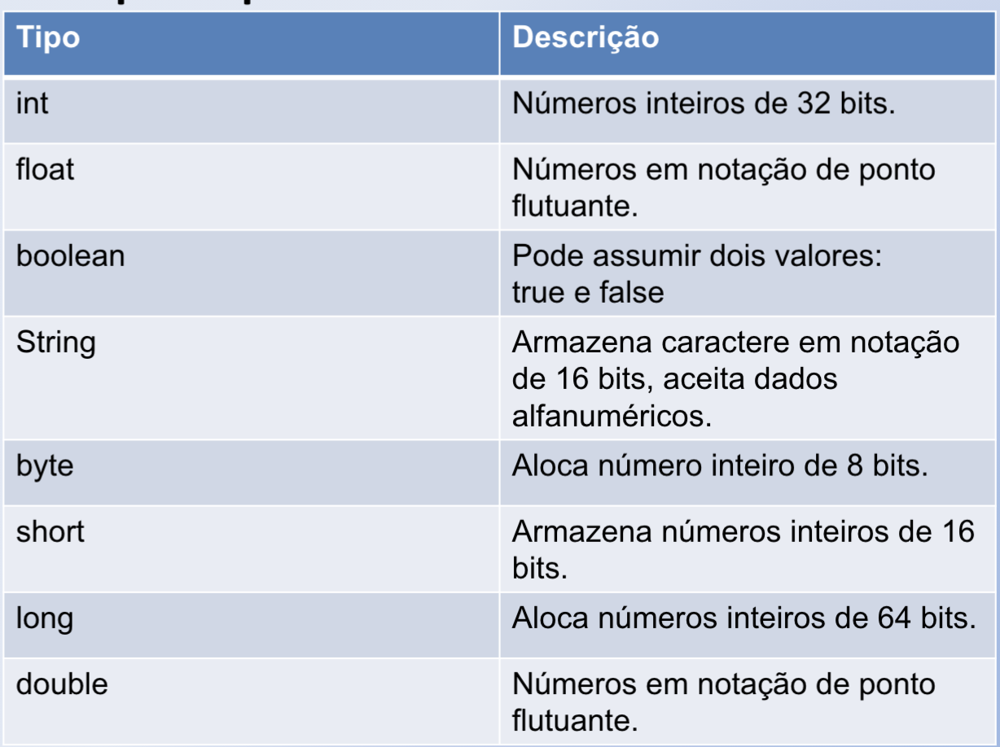 Tipo
Descrição
int
Números inteiros de 32 bits.
float
Números em notação de ponto
flutuante.
boolean
Pode assumir dois valores:
true e false
String
Armazena caractere em notação
de 16 bits, aceita dados
alfanuméricos.
byte
Aloca número inteiro de 8 bits.
short
Armazena números inteiros de 16
bits.
long
Aloca números inteiros de 64 bits.
double
Números em notação de ponto
flutuante.